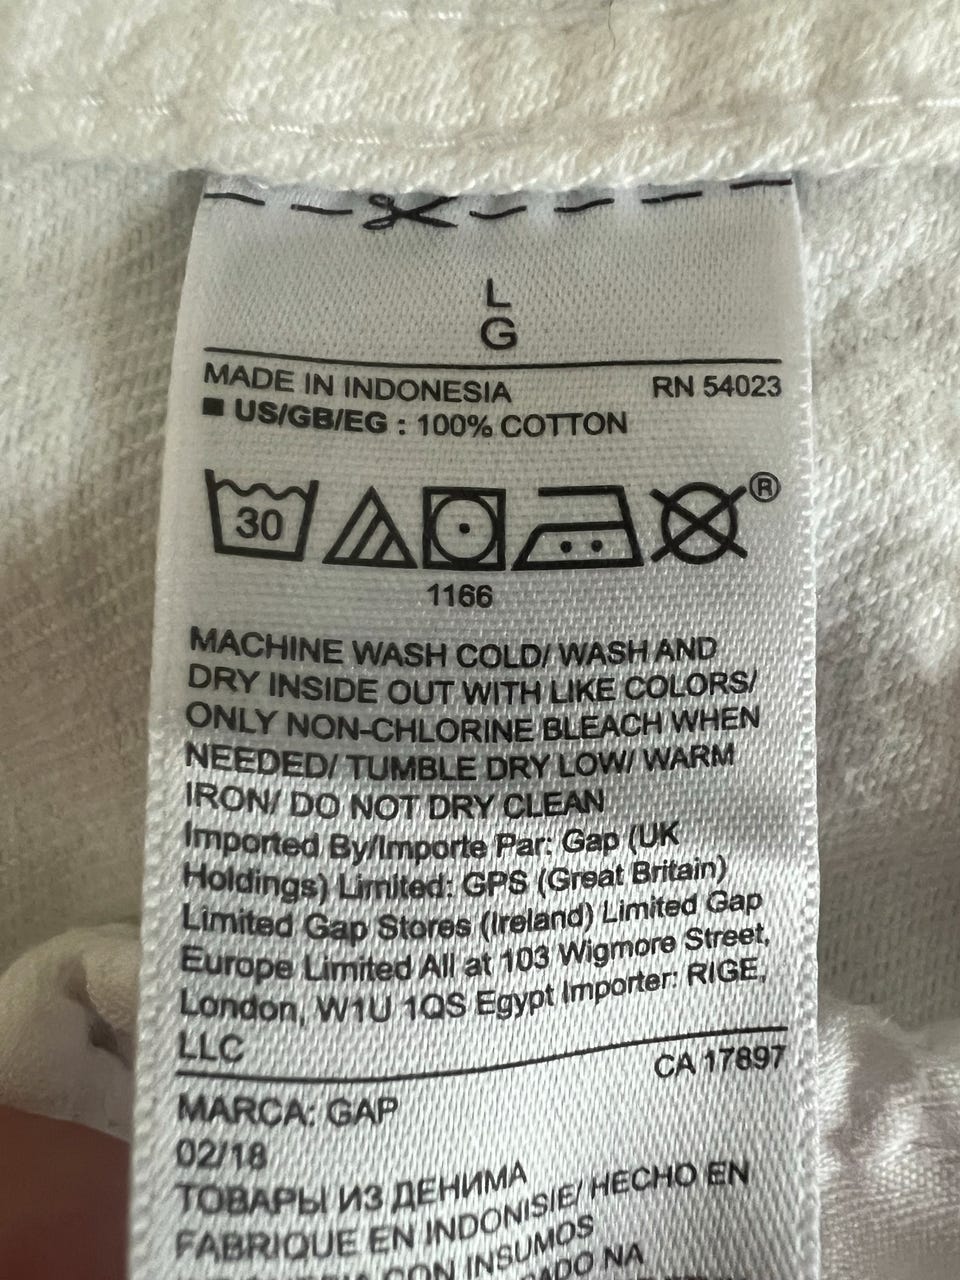 L
G
MADE IN INDONESIA RN 54023
■ US/GB/EG : 100% COTTON
30 ®
1166
MACHINE WASH COLD/ WASH AND
DRY INSIDE OUT WITH LIKE COLORS/
ONLY NON-CHLORINE BLEACH WHEN
NEEDED/ TUMBLE DRY LOW/ WARM
IRON/ DO NOT DRY CLEAN
Imported By/Importe Par: Gap (UK
Holdings) Limited: GPS (Great Britain)
Limited Gap Stores (Ireland) Limited Gap
Europe Limited All at 103 Wigmore Street,
London, W1U 1QS Egypt Importer: RIGE,
LLC
CA 17897
MARCA: GAP
02/18
ТОВАРЫ ИЗ ДЕНИМА
FABRIQUE EN INDONISIE/ HECHO EN
CON INSUMOS
NA